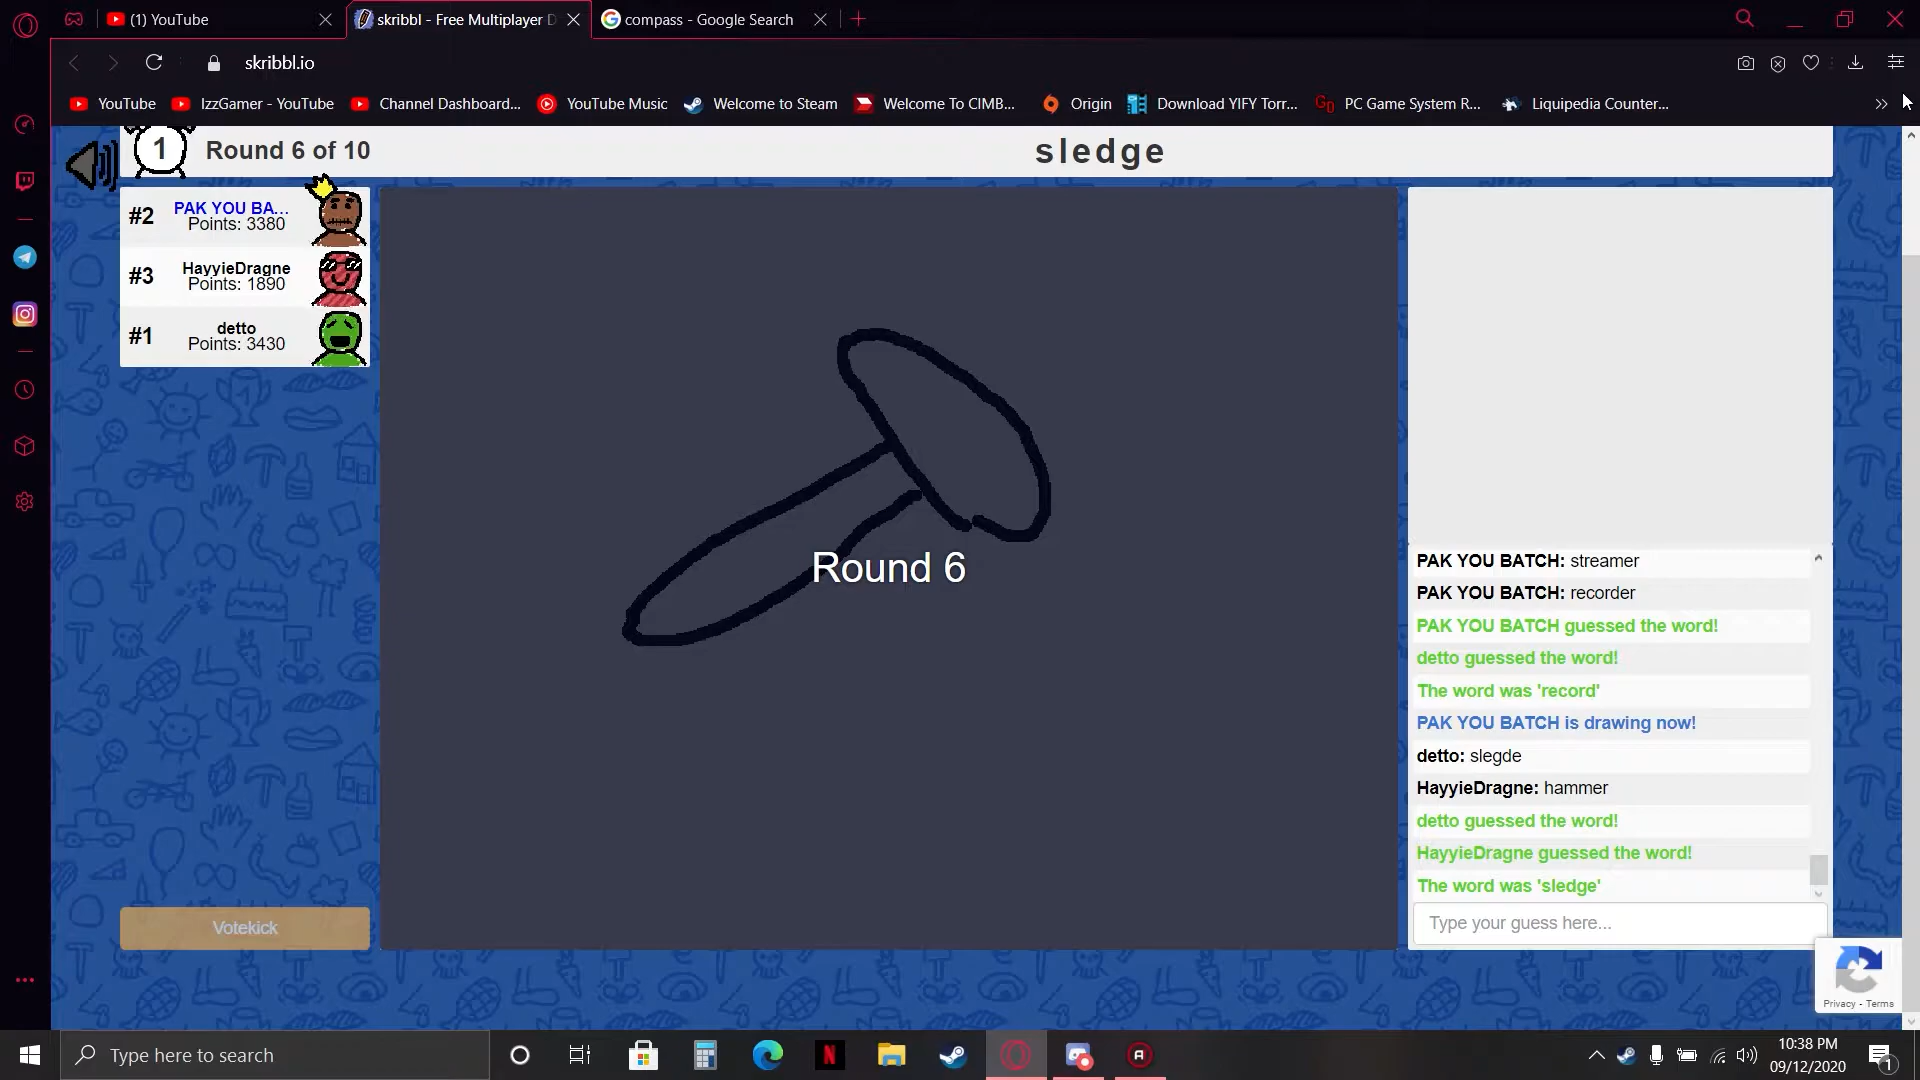 (1) YouTube
skribbl - Free Multiplayer D
compass - Google Search
skribbl.io
YouTube
IzzGamer - YouTube
Channel Dashboard...
YouTube Music
Welcome to Steam
Welcome To CIMB...
Origin
Download YIFY Torr...
GD
PC Game System R...
Liquipedia Counter...
1
Round 6 of 10
sledge
#2
PAK YOU BA...
Points: 3380
#3
HayyieDragne
Points: 1890
#1
detto
Points: 3430
Round 6
PAK YOU BATCH: streamer
PAK YOU BATCH: recorder
PAK YOU BATCH guessed the word!
detto guessed the word!
The word was 'record'
PAK YOU BATCH is drawing now!
detto: slegde
HayyieDragne: hammer
detto guessed the word!
HayyieDragne guessed the word!
The word was 'sledge'
Votekick
Type your guess here...
Privacy - Terms
Type here to search
N
A
10:38 PM
09/12/2020
1